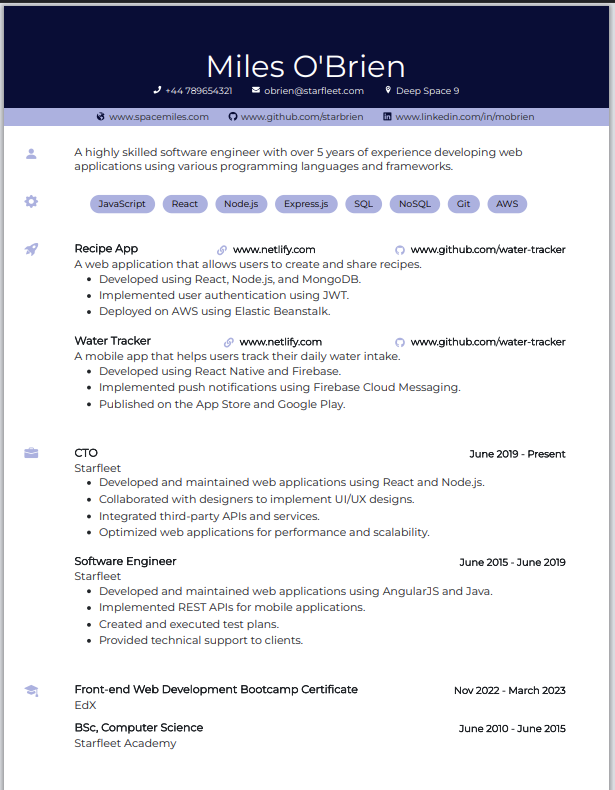 Miles O'Brien
+44 789654321 obrien@starfleet.com Deep Space 9
www.spacemiles.com www.github.com/starbrien www.linkedin.com/in/mobrien
A highly skilled software engineer with over 5 years of experience developing web
applications using various programming languages and frameworks.
JavaScript React Node.js Express.js SQL NoSQL Git AWS
Recipe App www.netlify.com www.github.com/water-tracker
A web application that allows users to create and share recipes.
• Developed using React, Node.js, and MongoDB.
• Implemented user authentication using JWT.
• Deployed on AWS using Elastic Beanstalk.
Water Tracker www.netlify.com www.github.com/water-tracker
A mobile app that helps users track their daily water intake.
• Developed using React Native and Firebase.
• Implemented push notifications using Firebase Cloud Messaging.
• Published on the App Store and Google Play.
CTO June 2019 - Present
Starfleet
• Developed and maintained web applications using React and Node.js.
• Collaborated with designers to implement UI/UX designs.
• Integrated third-party APIs and services.
• Optimized web applications for performance and scalability.
Software Engineer June 2015 - June 2019
Starfleet
• Developed and maintained web applications using AngularJS and Java.
• Implemented REST APIs for mobile applications.
• Created and executed test plans.
• Provided technical support to clients.
Front-end Web Development Bootcamp Certificate Nov 2022 - March 2023
EdX
BSc, Computer Science June 2010 - June 2015
Starfleet Academy